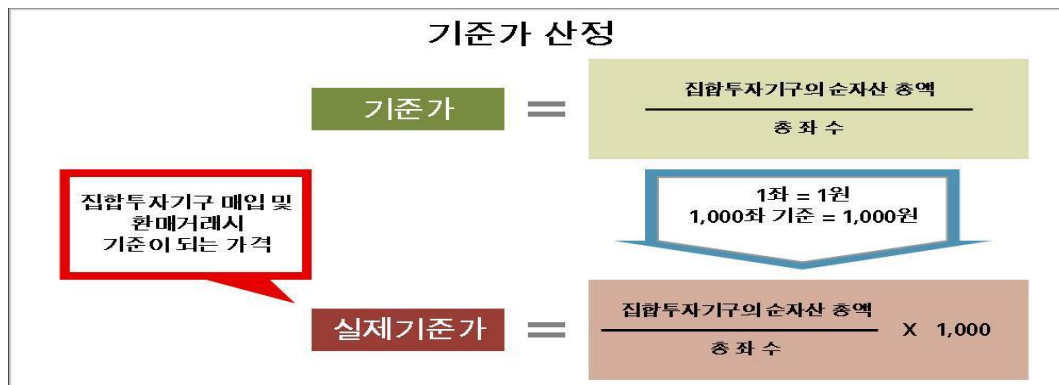 기준가 산정
기준가
=
집합투자기구의 순자산 총액
총 좌 수
집합투자기구 매입 및
환매거래시
기준이 되는 가격
1좌 = 1원
1,000좌 기준 = 1,000원
실제기준가
=
집합투자기구의 순자산 총액
총 좌 수
X 1,000